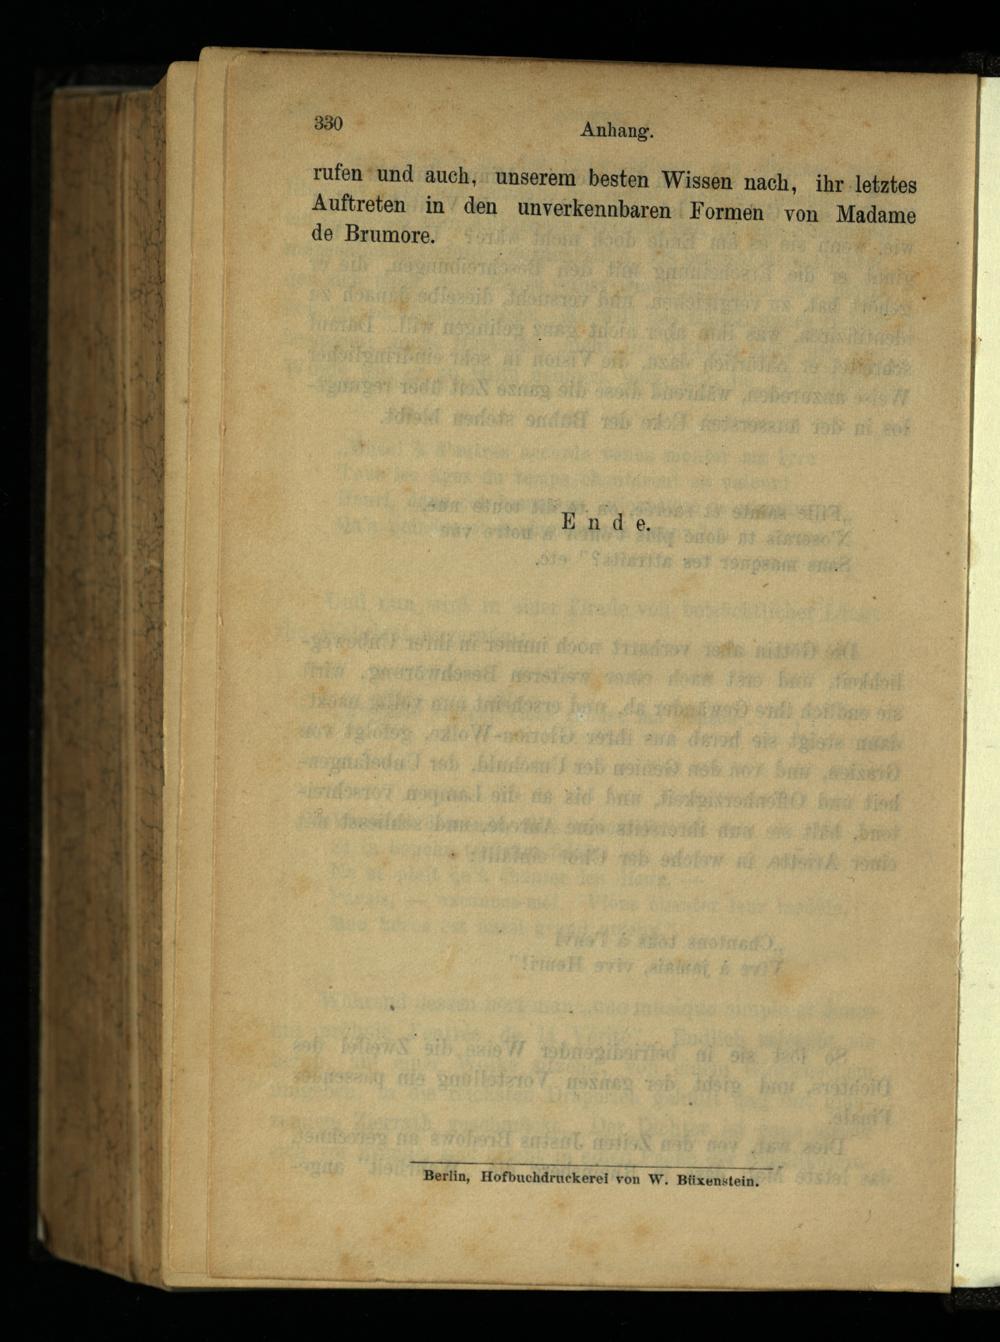 330
Anhang.
rufen und auch, unserem besten Wissen nach, ihr letztes
Auftreten in den unverkennbaren Formen von Madame
de Brumore.
Ende.
Berlin, Hofbuchdruckerei von W. Büxenstein.